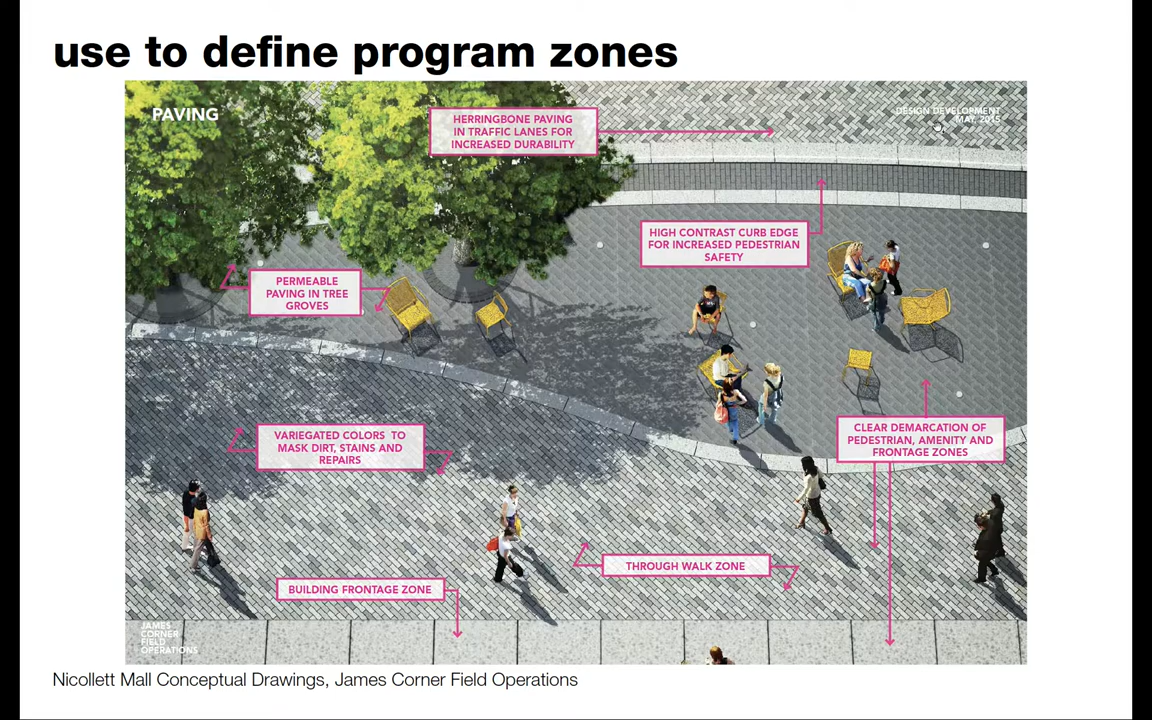 use to define program zones
PAVING
DESIGN DEVELOPMENT
MAY, 2015
HERRINGBONE PAVING
IN TRAFFIC LANES FOR
INCREASED DURABILITY
HIGH CONTRAST CURB EDGE
FOR INCREASED PEDESTRIAN
SAFETY
PERMEABLE
PAVING IN TREE
GROVES
VARIEGATED COLORS TO
MASK DIRT, STAINS AND
REPAIRS
CLEAR DEMARCATION OF
PEDESTRIAN, AMENITY AND
FRONTAGE ZONES
THROUGH WALK ZONE
BUILDING FRONTAGE ZONE
JAMES
CORNER
FIELD
OPERATIONS
Nicollett Mall Conceptual Drawings, James Corner Field Operations